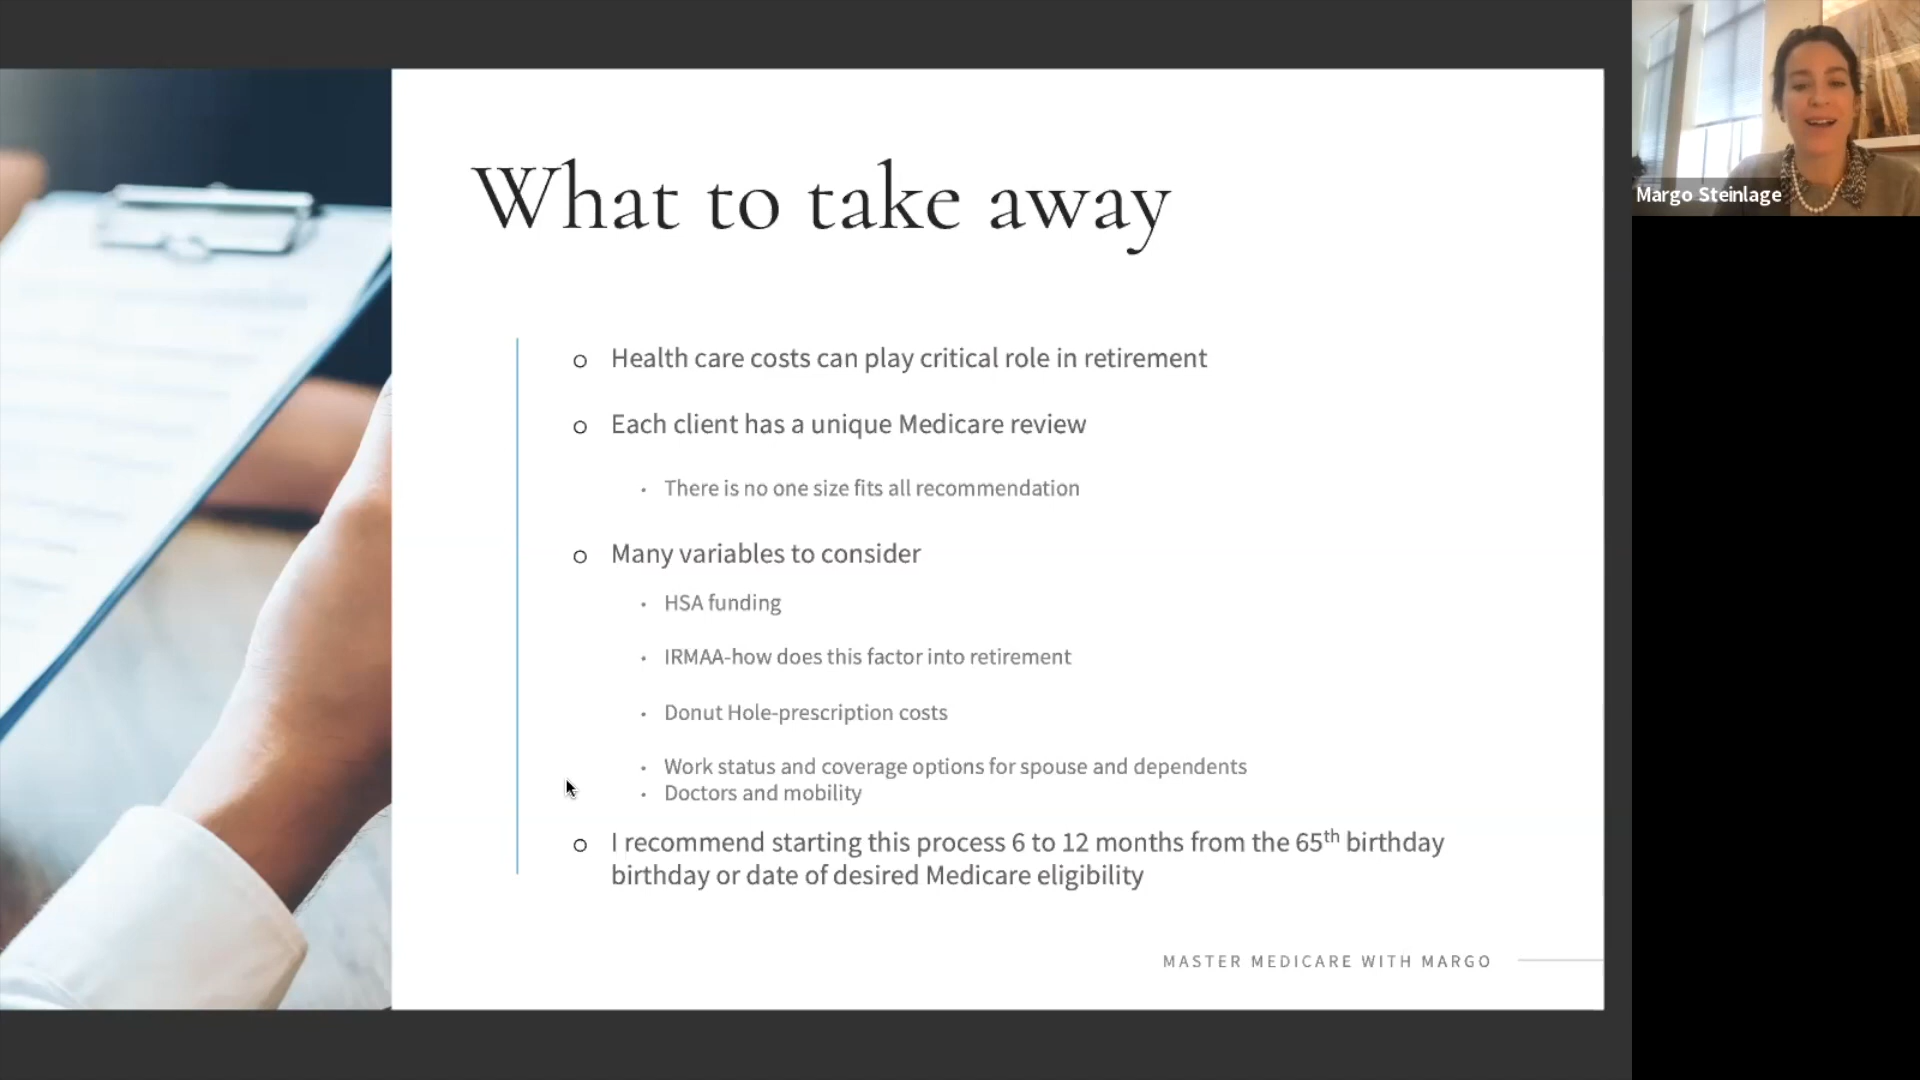 What to take away
Margo Steinlage
o Health care costs can play critical role in retirement
o Each client has a unique Medicare review
• There is no one size fits all recommendation
o Many variables to consider
• HSA funding
• IRMAA-how does this factor into retirement
• Donut Hole-prescription costs
• Work status and coverage options for spouse and dependents
• Doctors and mobility
o I recommend starting this process 6 to 12 months from the 65th birthday
birthday or date of desired Medicare eligibility
MASTER MEDICARE WITH MARGO